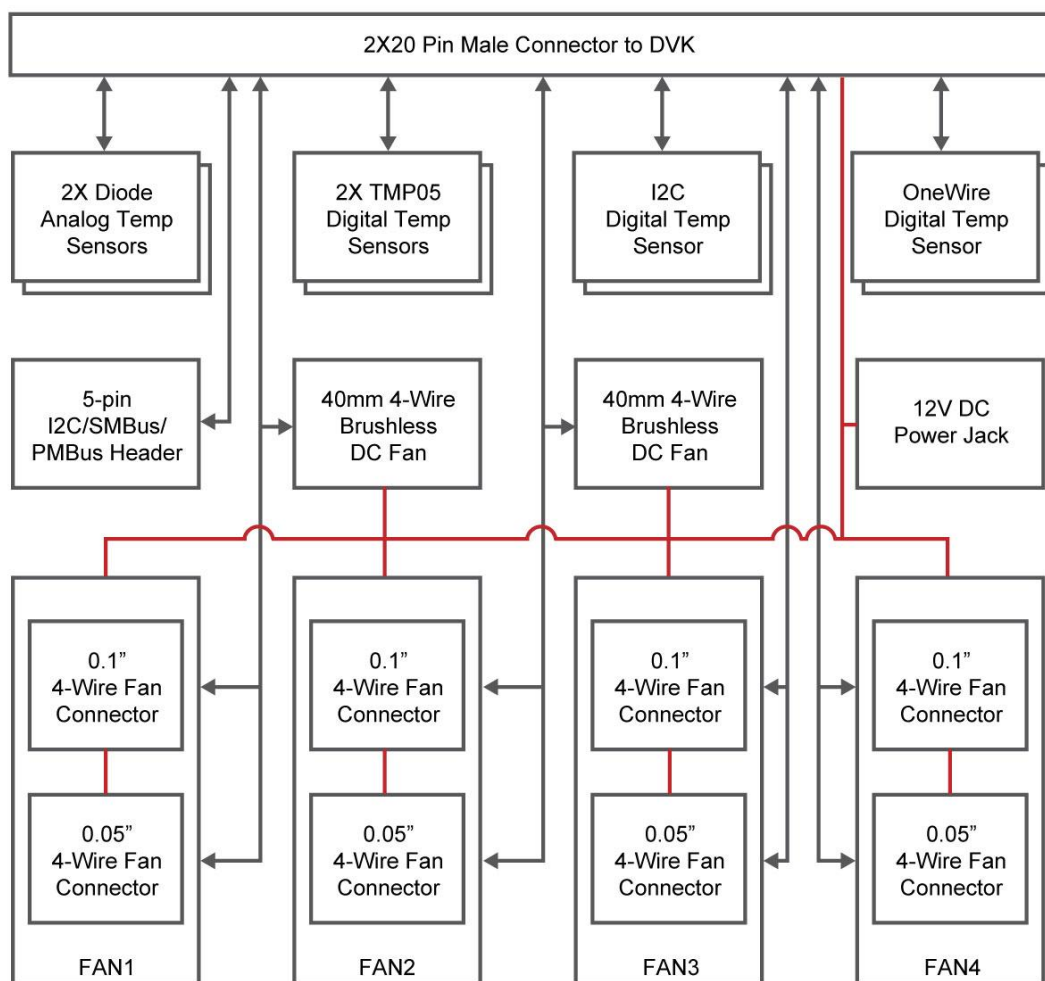 2X20 Pin Male Connector to DVK
2X Diode
Analog Temp
Sensors
2X TMP05
Digital Temp
Sensors
I2C
Digital Temp
Sensor
OneWire
Digital Temp
Sensor
5-pin
I2C/SMBus/
PMBus Header
40mm 4-Wire
Brushless
DC Fan
40mm 4-Wire
Brushless
DC Fan
12V DC
Power Jack
0.1”
4-Wire Fan
Connector
0.1”
4-Wire Fan
Connector
0.1”
4-Wire Fan
Connector
0.1”
4-Wire Fan
Connector
0.05”
4-Wire Fan
Connector
0.05”
4-Wire Fan
Connector
0.05”
4-Wire Fan
Connector
0.05”
4-Wire Fan
Connector
FAN1
FAN2
FAN3
FAN4